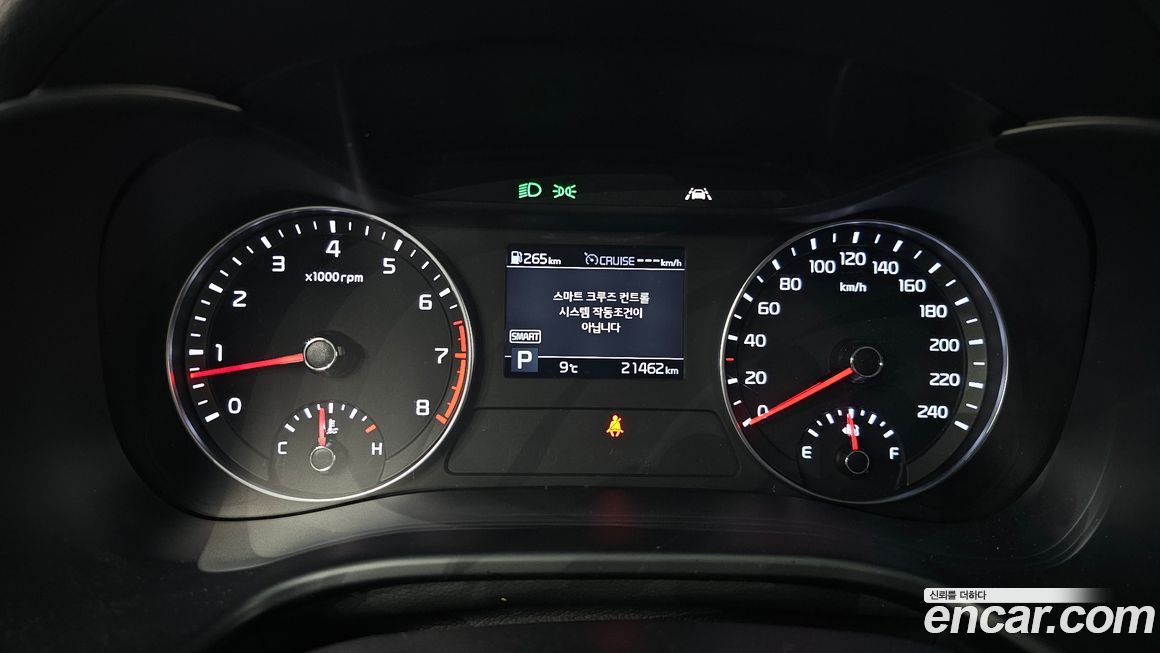 265km CRUISE ---km/h
스마트 크루즈 컨트롤
시스템 작동조건이
아닙니다
SMART
P 9℃ 21462km
0 1 2 3 4 5 6 7 8
x1000 rpm
C H
0 20 40 60 80 100 120 140 160 180 200 220 240
km/h
E F
신뢰를 더하다
encar.com